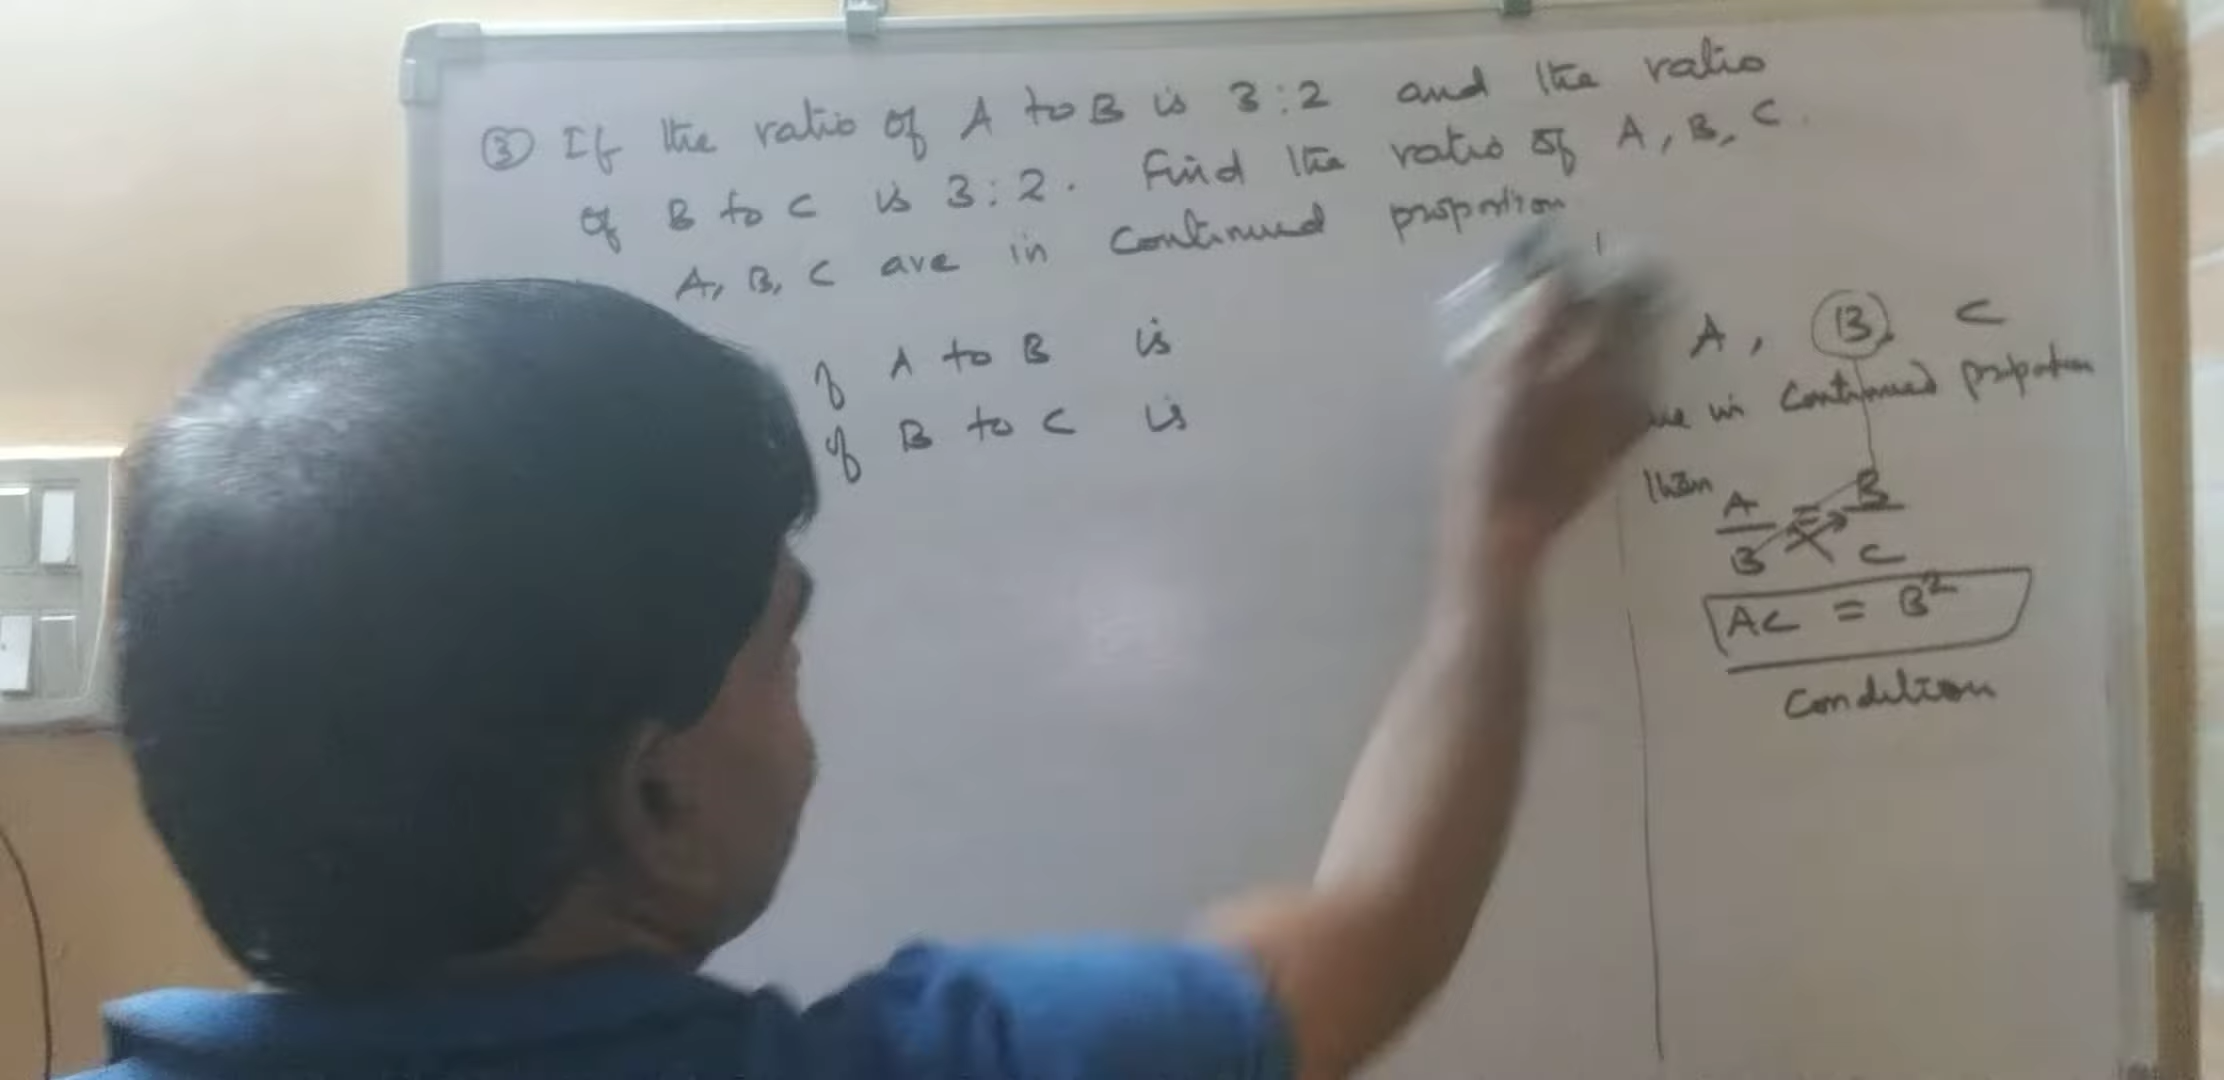 ③ If the ratio of A to B is 3:2 and the ratio
of B to C is 3:2. Find the ratio of A, B, C.
A, B, C are in Continued proportion
of A to B is
of B to C is
A, B, C
are in Continued proportion
then A/B = B/C
AC = B²
Condition